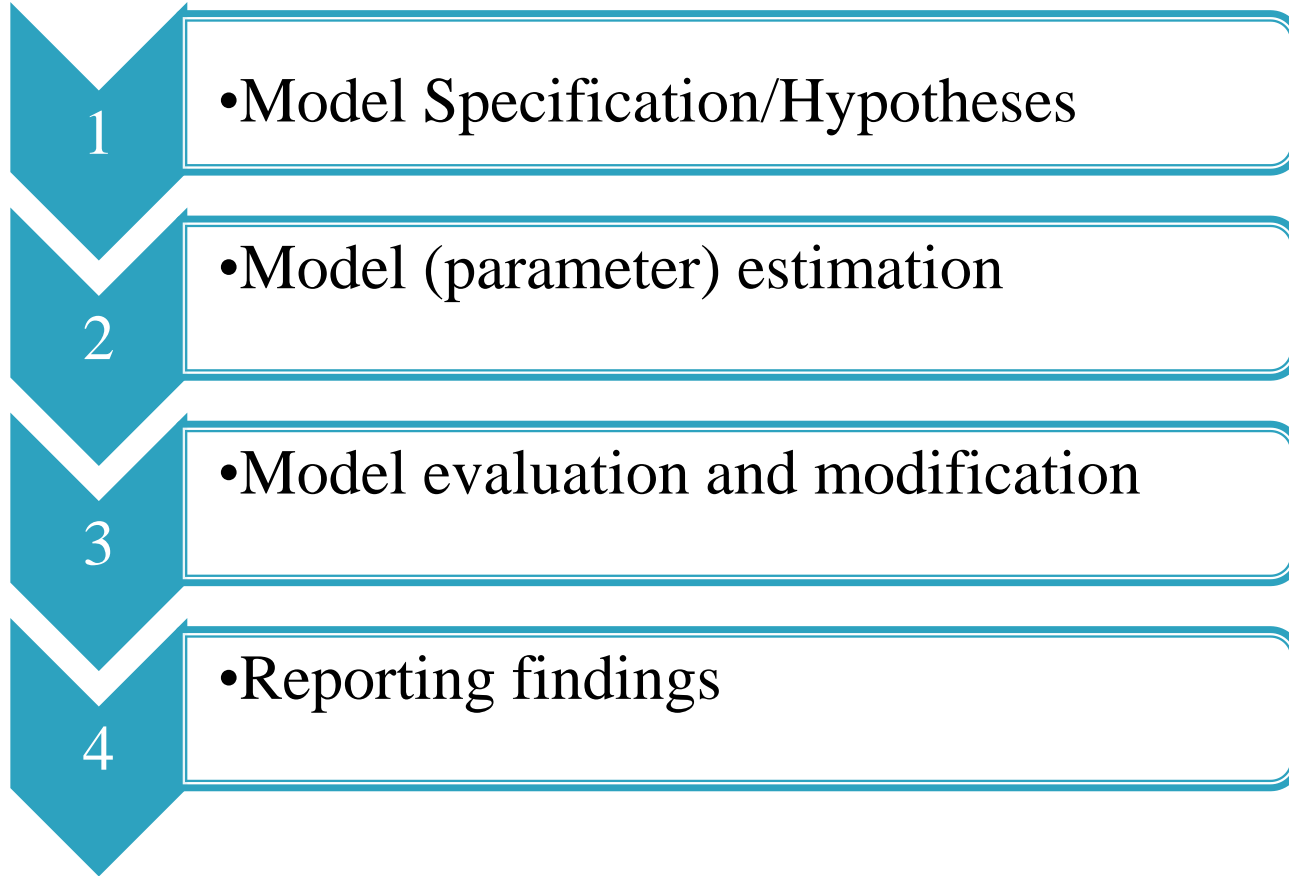 1
•Model Specification/Hypotheses
2
•Model (parameter) estimation
3
•Model evaluation and modification
4
•Reporting findings